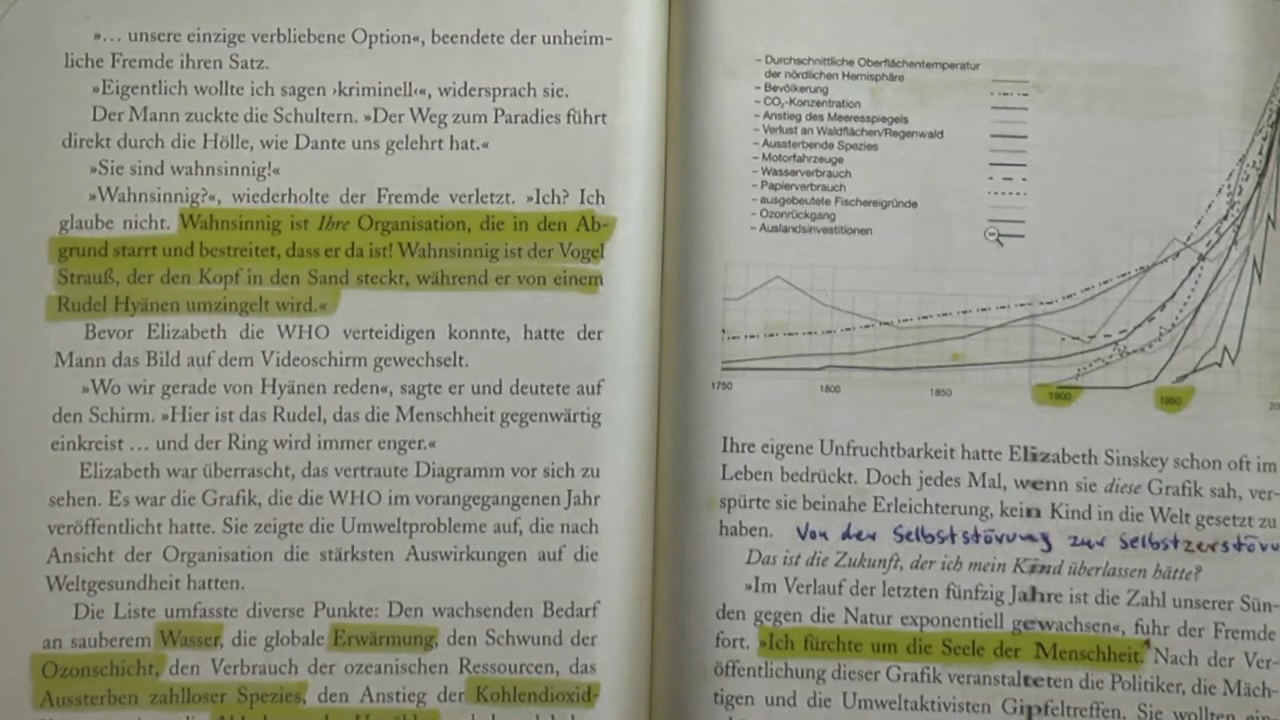 »… unsere einzige verbliebene Option«, beendete der unheim-
liche Fremde ihren Satz.
»Eigentlich wollte ich sagen ›kriminell‹«, widersprach sie.
Der Mann zuckte die Schultern. »Der Weg zum Paradies führt
direkt durch die Hölle, wie Dante uns gelehrt hat.«
»Sie sind wahnsinnig!«
»Wahnsinnig?«, wiederholte der Fremde verletzt. »Ich? Ich
glaube nicht. Wahnsinnig ist Ihre Organisation, die in den Ab-
grund starrt und bestreitet, dass er da ist! Wahnsinnig ist der Vogel
Strauß, der den Kopf in den Sand steckt, während er von einem
Rudel Hyänen umzingelt wird.«
Bevor Elizabeth die WHO verteidigen konnte, hatte der
Mann das Bild auf dem Videoschirm gewechselt.
»Wo wir gerade von Hyänen reden«, sagte er und deutete auf
den Schirm. »Hier ist das Rudel, das die Menschheit gegenwärtig
einkreist … und der Ring wird immer enger.«
Elizabeth war überrascht, das vertraute Diagramm vor sich zu
sehen. Es war die Grafik, die die WHO im vorangegangenen Jahr
veröffentlicht hatte. Sie zeigte die Umweltprobleme auf, die nach
Ansicht der Organisation die stärksten Auswirkungen auf die
Weltgesundheit hatten.
Die Liste umfasste diverse Punkte: Den wachsenden Bedarf
an sauberem Wasser, die globale Erwärmung, den Schwund der
Ozonschicht, den Verbrauch der ozeanischen Ressourcen, das
Aussterben zahlloser Spezies, den Anstieg der Kohlendioxid-
– Durchschnittliche Oberflächentemperatur
der nördlichen Hemisphäre
– Bevölkerung
– CO₂-Konzentration
– Anstieg des Meeresspiegels
– Verlust an Waldflächen/Regenwald
– Aussterbende Spezies
– Motorfahrzeuge
– Wasserverbrauch
– Papierverbrauch
– ausgebeutete Fischereigründe
– Ozonrückgang
– Auslandsinvestitionen
1750 1800 1850 1900 1950
Ihre eigene Unfruchtbarkeit hatte Elizabeth Sinskey schon oft im
Leben bedrückt. Doch jedes Mal, wenn sie diese Grafik sah, ver-
spürte sie beinahe Erleichterung, kein Kind in die Welt gesetzt zu
haben. Von der Selbststörung zur Selbstzerstöru
Das ist die Zukunft, der ich mein Kind überlassen hätte?
»Im Verlauf der letzten fünfzig Jahre ist die Zahl unserer Sün-
den gegen die Natur exponentiell gewachsen«, fuhr der Fremde
fort. »Ich fürchte um die Seele der Menschheit. Nach der Ver-
öffentlichung dieser Grafik veranstalteten die Politiker, die Mäch-
tigen und die Umweltaktivisten Gipfeltreffen. Sie wollten